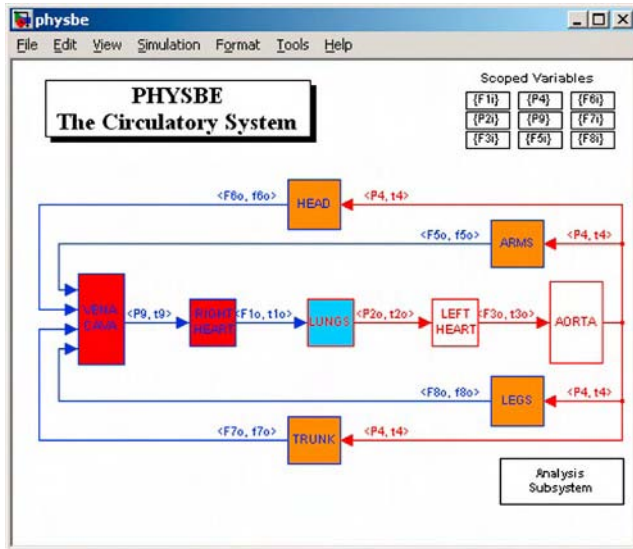 physbe
File Edit View Simulation Format Tools Help
PHYSBE
The Circulatory System
Scoped Variables
{F1i} {P4} {F6i}
{P2i} {P9} {F7i}
{F3i} {F5i} {F8i}
<F6o, f6o> HEAD <P4, t4>
<F5o, f5o> ARMS <P4, t4>
VENA
CAVA
<P9, t9>
RIGHT
HEART
<F1o, t1o>
LUNGS
<P2o, t2o>
LEFT
HEART
<F3o, t3o>
AORTA
<F8o, f8o> LEGS <P4, t4>
<F7o, f7o> TRUNK <P4, t4>
Analysis
Subsystem